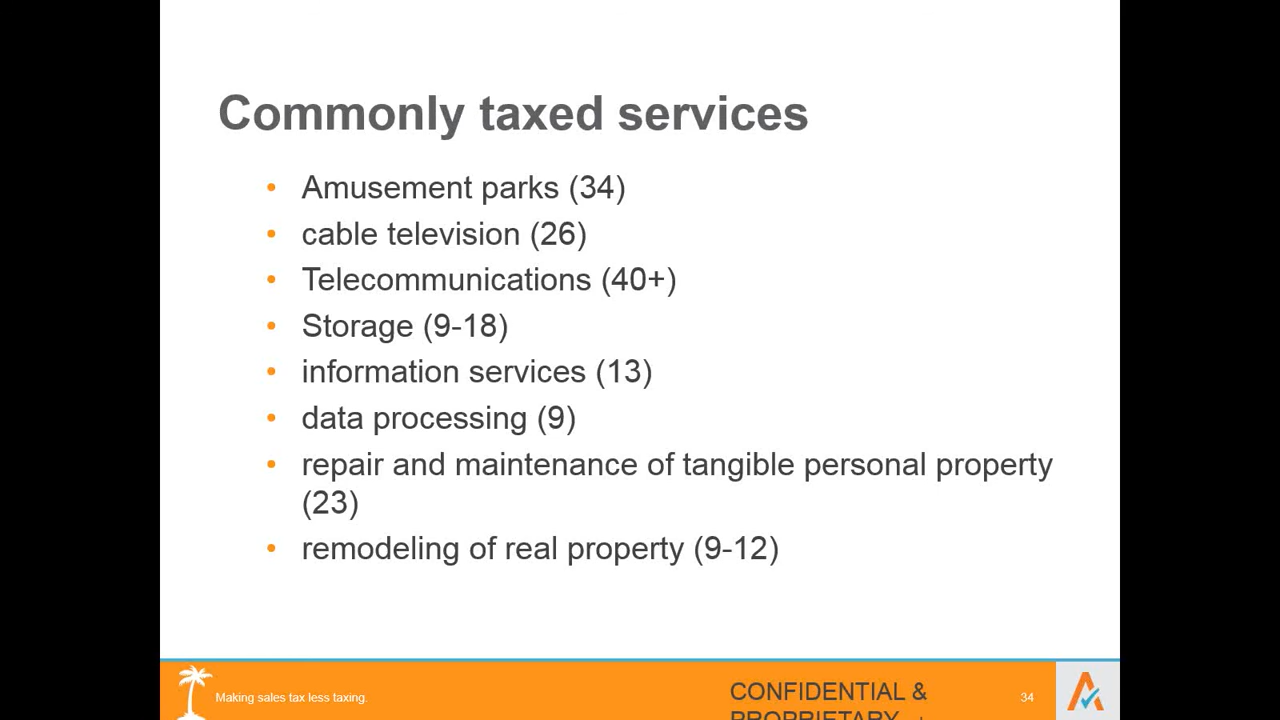 Commonly taxed services
• Amusement parks (34)
• cable television (26)
• Telecommunications (40+)
• Storage (9-18)
• information services (13)
• data processing (9)
• repair and maintenance of tangible personal property
(23)
• remodeling of real property (9-12)
Making sales tax less taxing.
CONFIDENTIAL &
PROPRIETARY
34